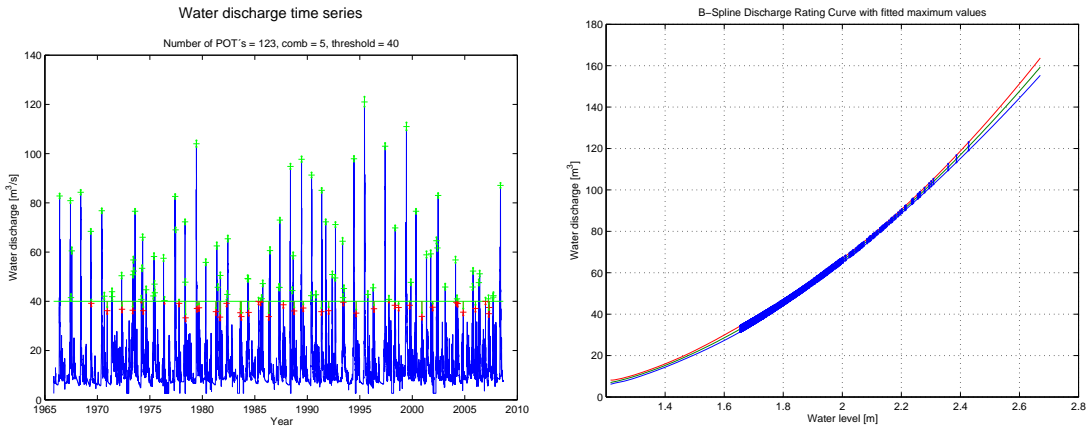 Water discharge time series
Number of POT´s = 123, comb = 5, threshold = 40
Water discharge [m³/s]
140
120
100
80
60
40
20
0
1965 1970 1975 1980 1985 1990 1995 2000 2005 2010
Year
B−Spline Discharge Rating Curve with fitted maximum values
Water discharge [m³]
180
160
140
120
100
80
60
40
20
0
1.4 1.6 1.8 2 2.2 2.4 2.6 2.8
Water level [m]